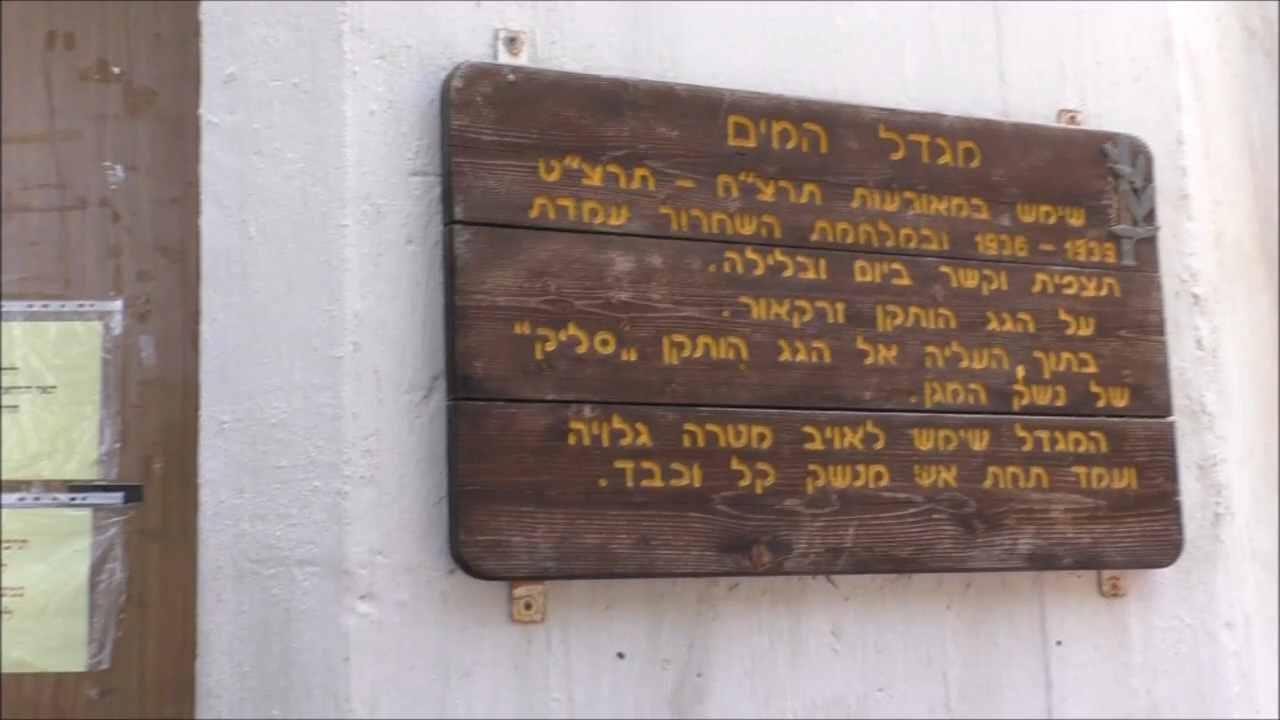 מגדל המים
שימש במאורעות תרצ"ח - תרצ"ט
1936 - 1939 ובמלחמת השחרור עמדת
תצפית וקשר ביום ובלילה.
על הגג הותקן זרקאור.
בתוך העליה אל הגג הותקן „סליק"
של נשק המגן.
המגדל שימש לאויב מטרה גלויה
ועמד תחת אש מנשק קל וכבד.